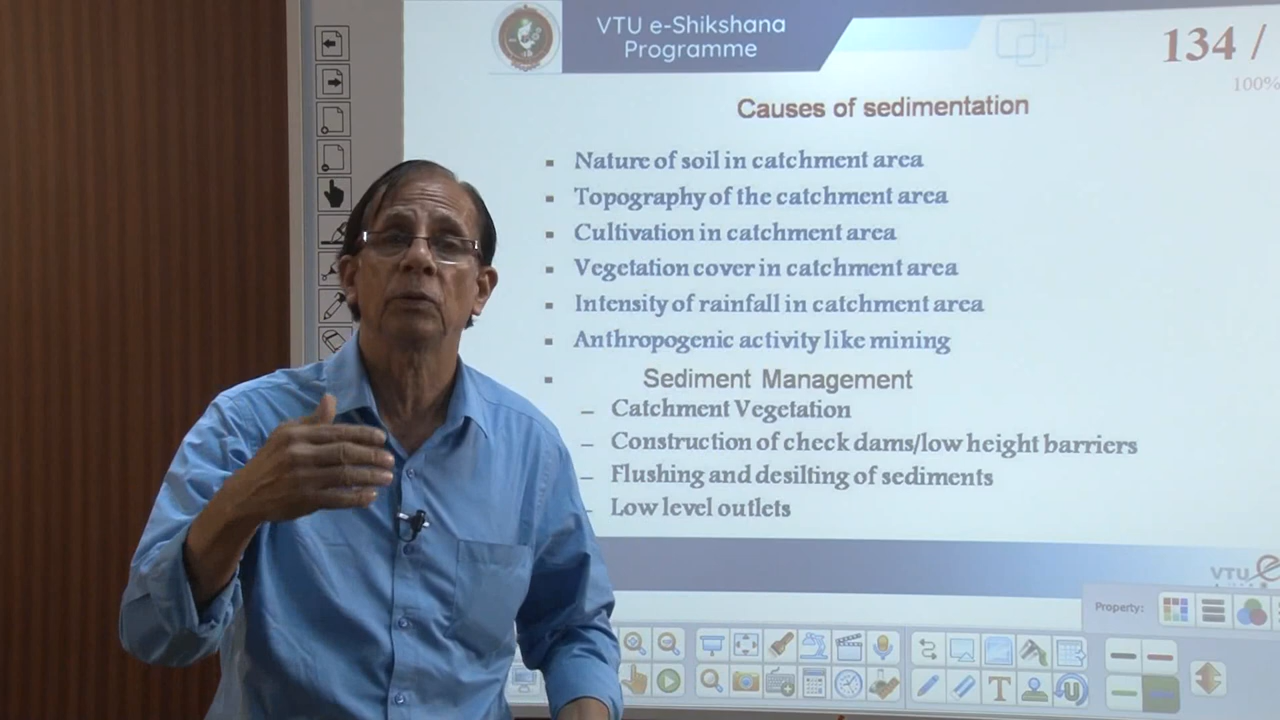 VTU e-Shikshana
Programme
134 /
100%
Causes of sedimentation
▪ Nature of soil in catchment area
▪ Topography of the catchment area
▪ Cultivation in catchment area
▪ Vegetation cover in catchment area
▪ Intensity of rainfall in catchment area
▪ Anthropogenic activity like mining
▪ Sediment Management
– Catchment Vegetation
– Construction of check dams/low height barriers
– Flushing and desilting of sediments
– Low level outlets
VTU e
Property: